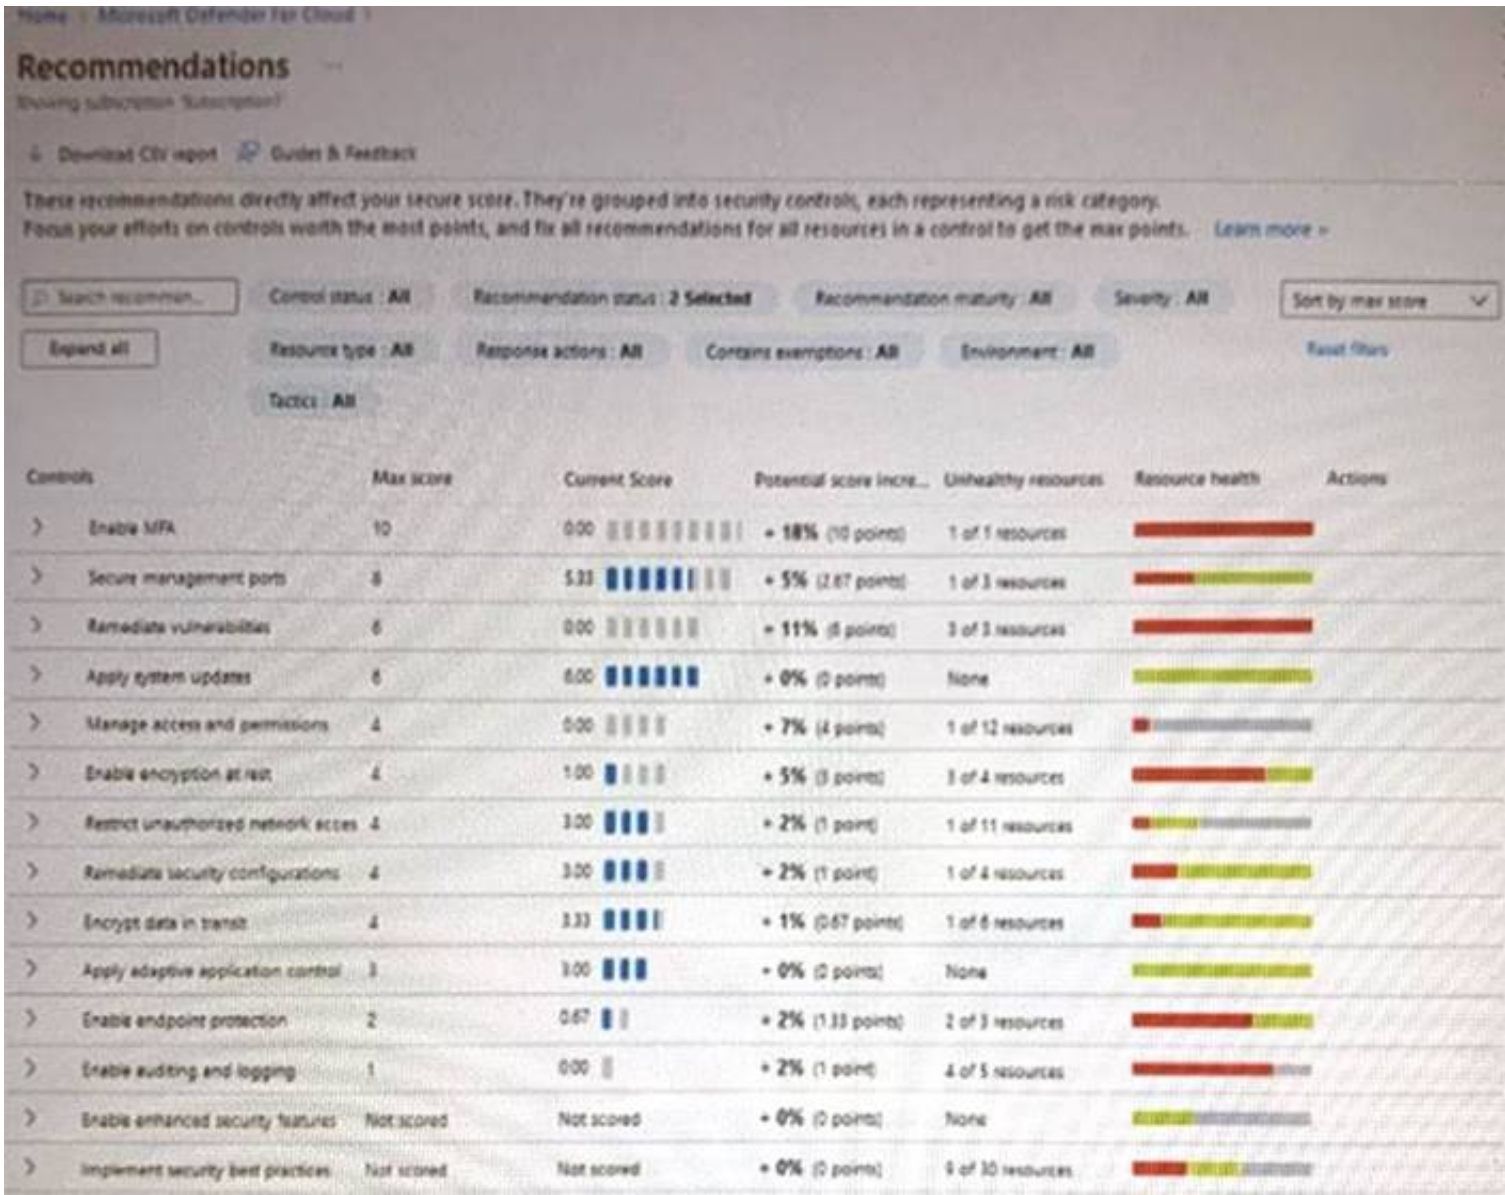 Home > Microsoft Defender for Cloud >
Recommendations ...
Showing subscription 'Subscription1'
Download CSV report Guides & Feedback
These recommendations directly affect your secure score. They're grouped into security controls, each representing a risk category.
Focus your efforts on controls worth the most points, and fix all recommendations for all resources in a control to get the max points. Learn more >
Search recommen... Control status : All Recommendation status : 2 Selected Recommendation maturity : All Severity : All Sort by max score
Expand all Resource type : All Response actions : All Contains exemptions : All Environment : All Reset filters
Tactics : All
Controls Max score Current Score Potential score incre... Unhealthy resources Resource health Actions
Enable MFA 10 0.00 + 18% (10 points) 1 of 1 resources
Secure management ports 8 5.33 + 5% (2.67 points) 1 of 3 resources
Remediate vulnerabilities 6 0.00 + 11% (6 points) 3 of 3 resources
Apply system updates 6 6.00 + 0% (0 points) None
Manage access and permissions 4 0.00 + 7% (4 points) 1 of 12 resources
Enable encryption at rest 4 1.00 + 5% (3 points) 3 of 4 resources
Restrict unauthorized network acces 4 3.00 + 2% (1 point) 1 of 11 resources
Remediate security configurations 4 3.00 + 2% (1 point) 1 of 4 resources
Encrypt data in transit 4 3.33 + 1% (0.67 points) 1 of 6 resources
Apply adaptive application control 3 3.00 + 0% (0 points) None
Enable endpoint protection 2 0.67 + 2% (1.33 points) 2 of 3 resources
Enable auditing and logging 1 0.00 + 2% (1 point) 4 of 5 resources
Enable enhanced security features Not scored Not scored + 0% (0 points) None
Implement security best practices Not scored Not scored + 0% (0 points) 9 of 30 resources